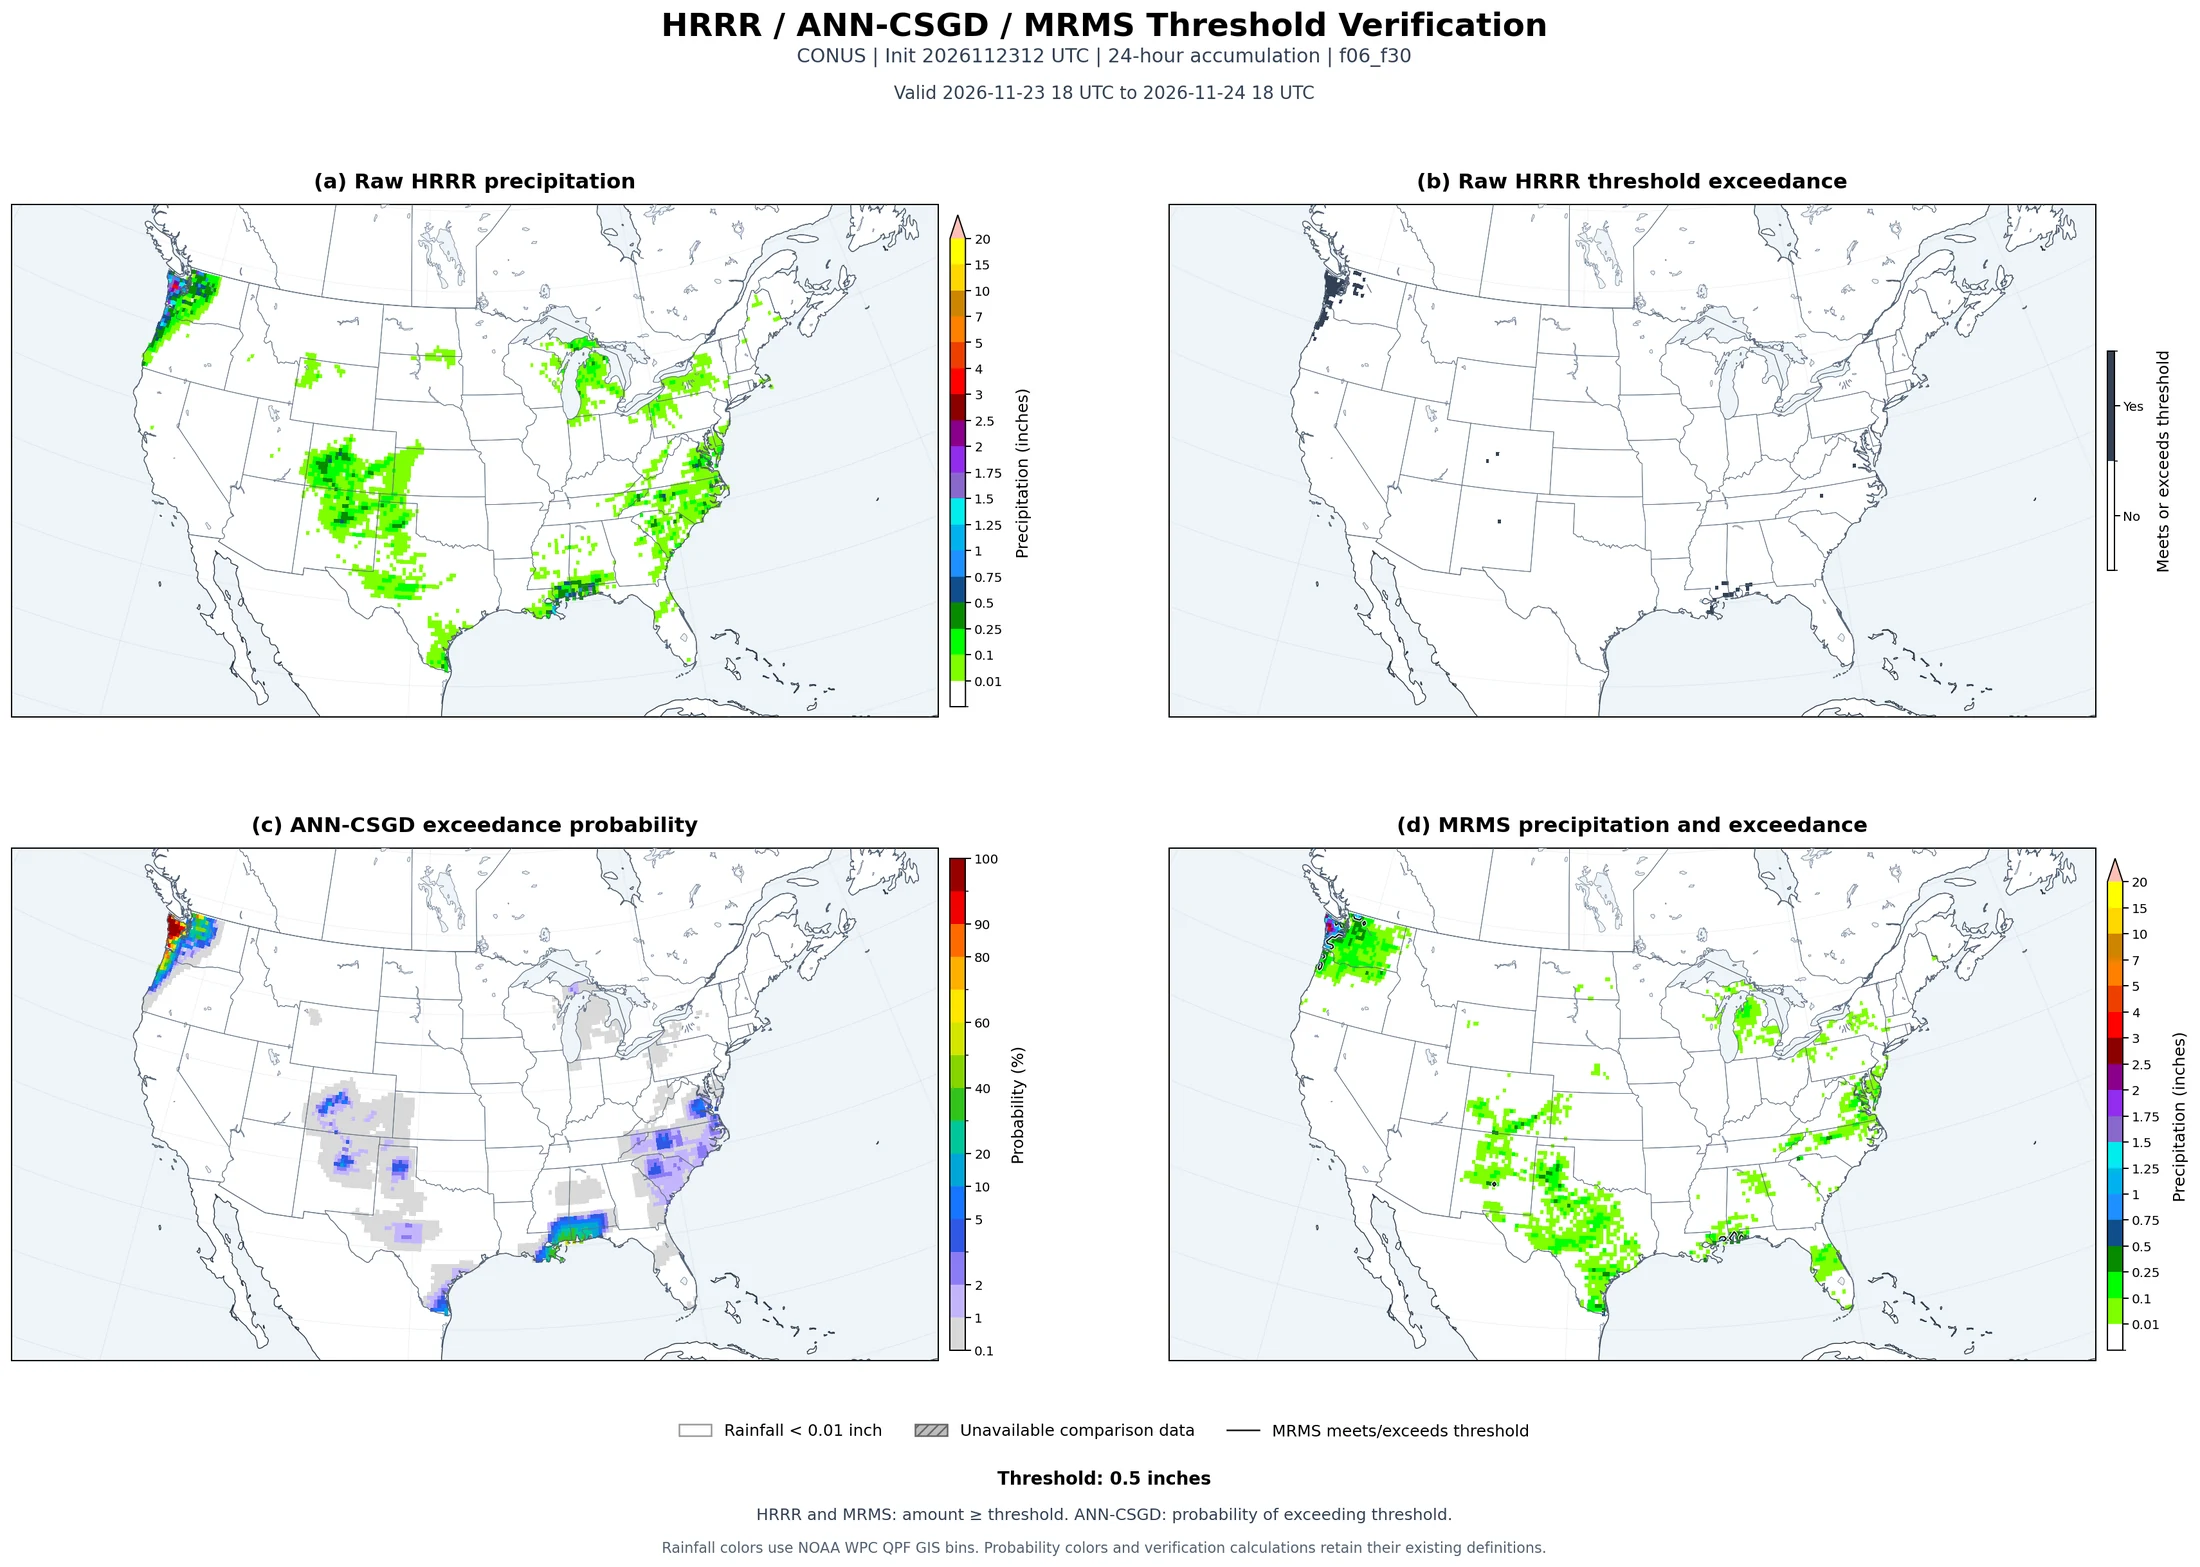 HRRR / ANN-CSGD / MRMS Threshold Verification
CONUS | Init 2026112312 UTC | 24-hour accumulation | f06_f30
Valid 2026-11-23 18 UTC to 2026-11-24 18 UTC
(a) Raw HRRR precipitation
20
15
10
7
5
4
3
2.5
2
1.75
1.5
1.25
1
0.75
0.5
0.25
0.1
0.01
Precipitation (inches)
(b) Raw HRRR threshold exceedance
Yes
No
Meets or exceeds threshold
(c) ANN-CSGD exceedance probability
100
90
80
60
40
20
10
5
2
1
0.1
Probability (%)
(d) MRMS precipitation and exceedance
20
15
10
7
5
4
3
2.5
2
1.75
1.5
1.25
1
0.75
0.5
0.25
0.1
0.01
Precipitation (inches)
Rainfall < 0.01 inch
Unavailable comparison data
MRMS meets/exceeds threshold
Threshold: 0.5 inches
HRRR and MRMS: amount ≥ threshold. ANN-CSGD: probability of exceeding threshold.
Rainfall colors use NOAA WPC QPF GIS bins. Probability colors and verification calculations retain their existing definitions.